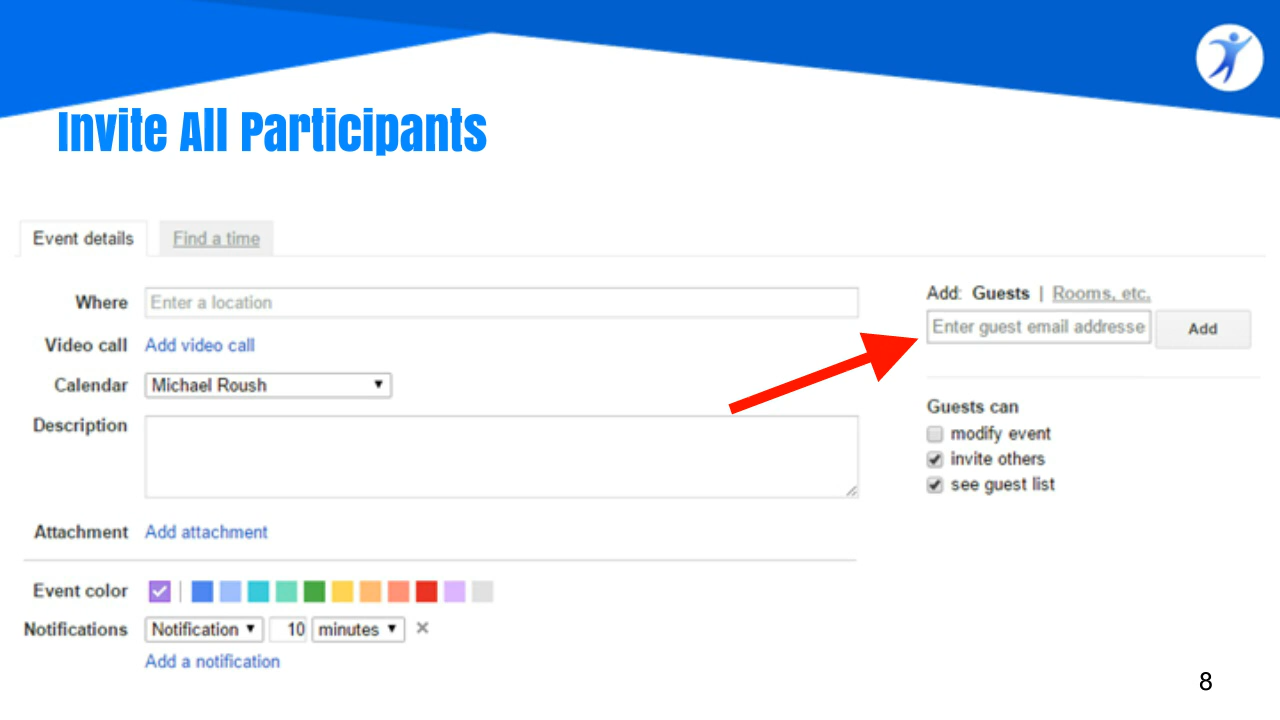 Invite All Participants
Event details
Find a time
Where
Enter a location
Video call
Add video call
Calendar
Michael Roush
Description
Attachment
Add attachment
Event color
Notifications
Notification
10
minutes
Add a notification
Add: Guests | Rooms, etc.
Enter guest email addresse
Add
Guests can
modify event
invite others
see guest list
8